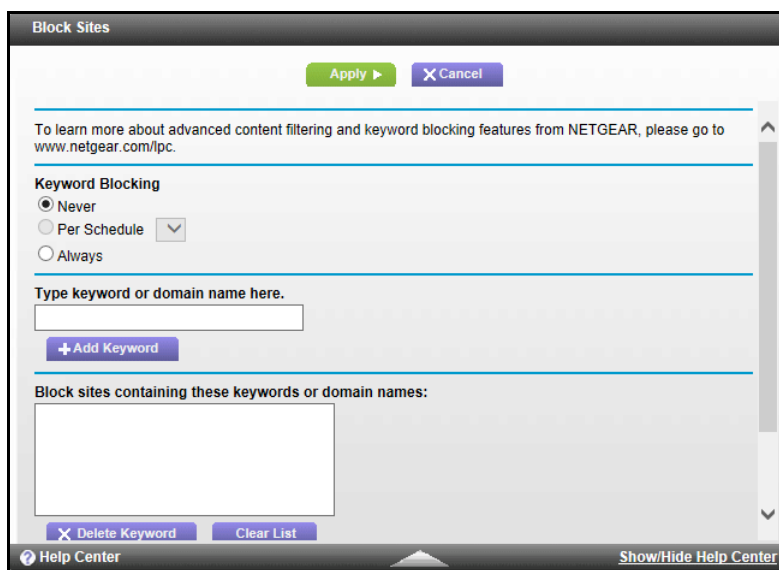 Block Sites
Apply
Cancel
To learn more about advanced content filtering and keyword blocking features from NETGEAR, please go to
www.netgear.com/lpc.
Keyword Blocking
Never
Per Schedule
Always
Type keyword or domain name here.
Add Keyword
Block sites containing these keywords or domain names:
Delete Keyword Clear List
Help Center Show/Hide Help Center